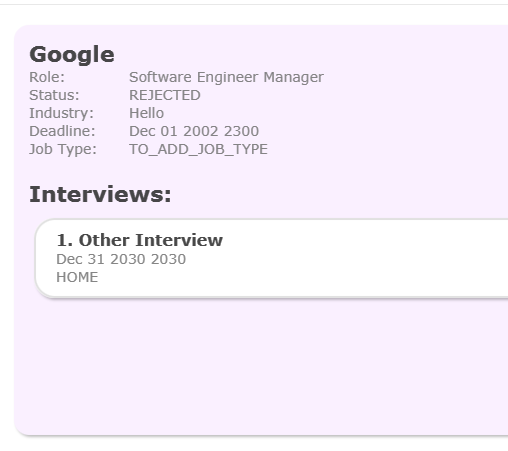 Google
Role: Software Engineer Manager
Status: REJECTED
Industry: Hello
Deadline: Dec 01 2002 2300
Job Type: TO_ADD_JOB_TYPE
Interviews:
1. Other Interview
Dec 31 2030 2030
HOME